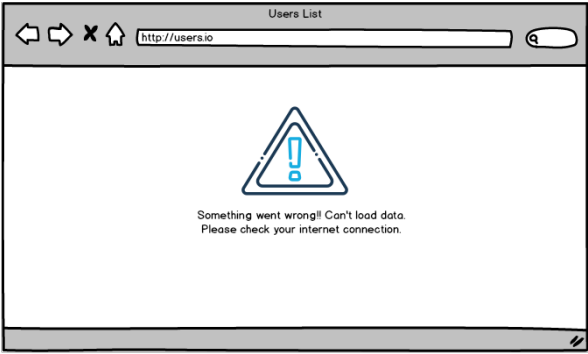 Users List
http://users.io
Something went wrong!! Can't load data.
Please check your internet connection.